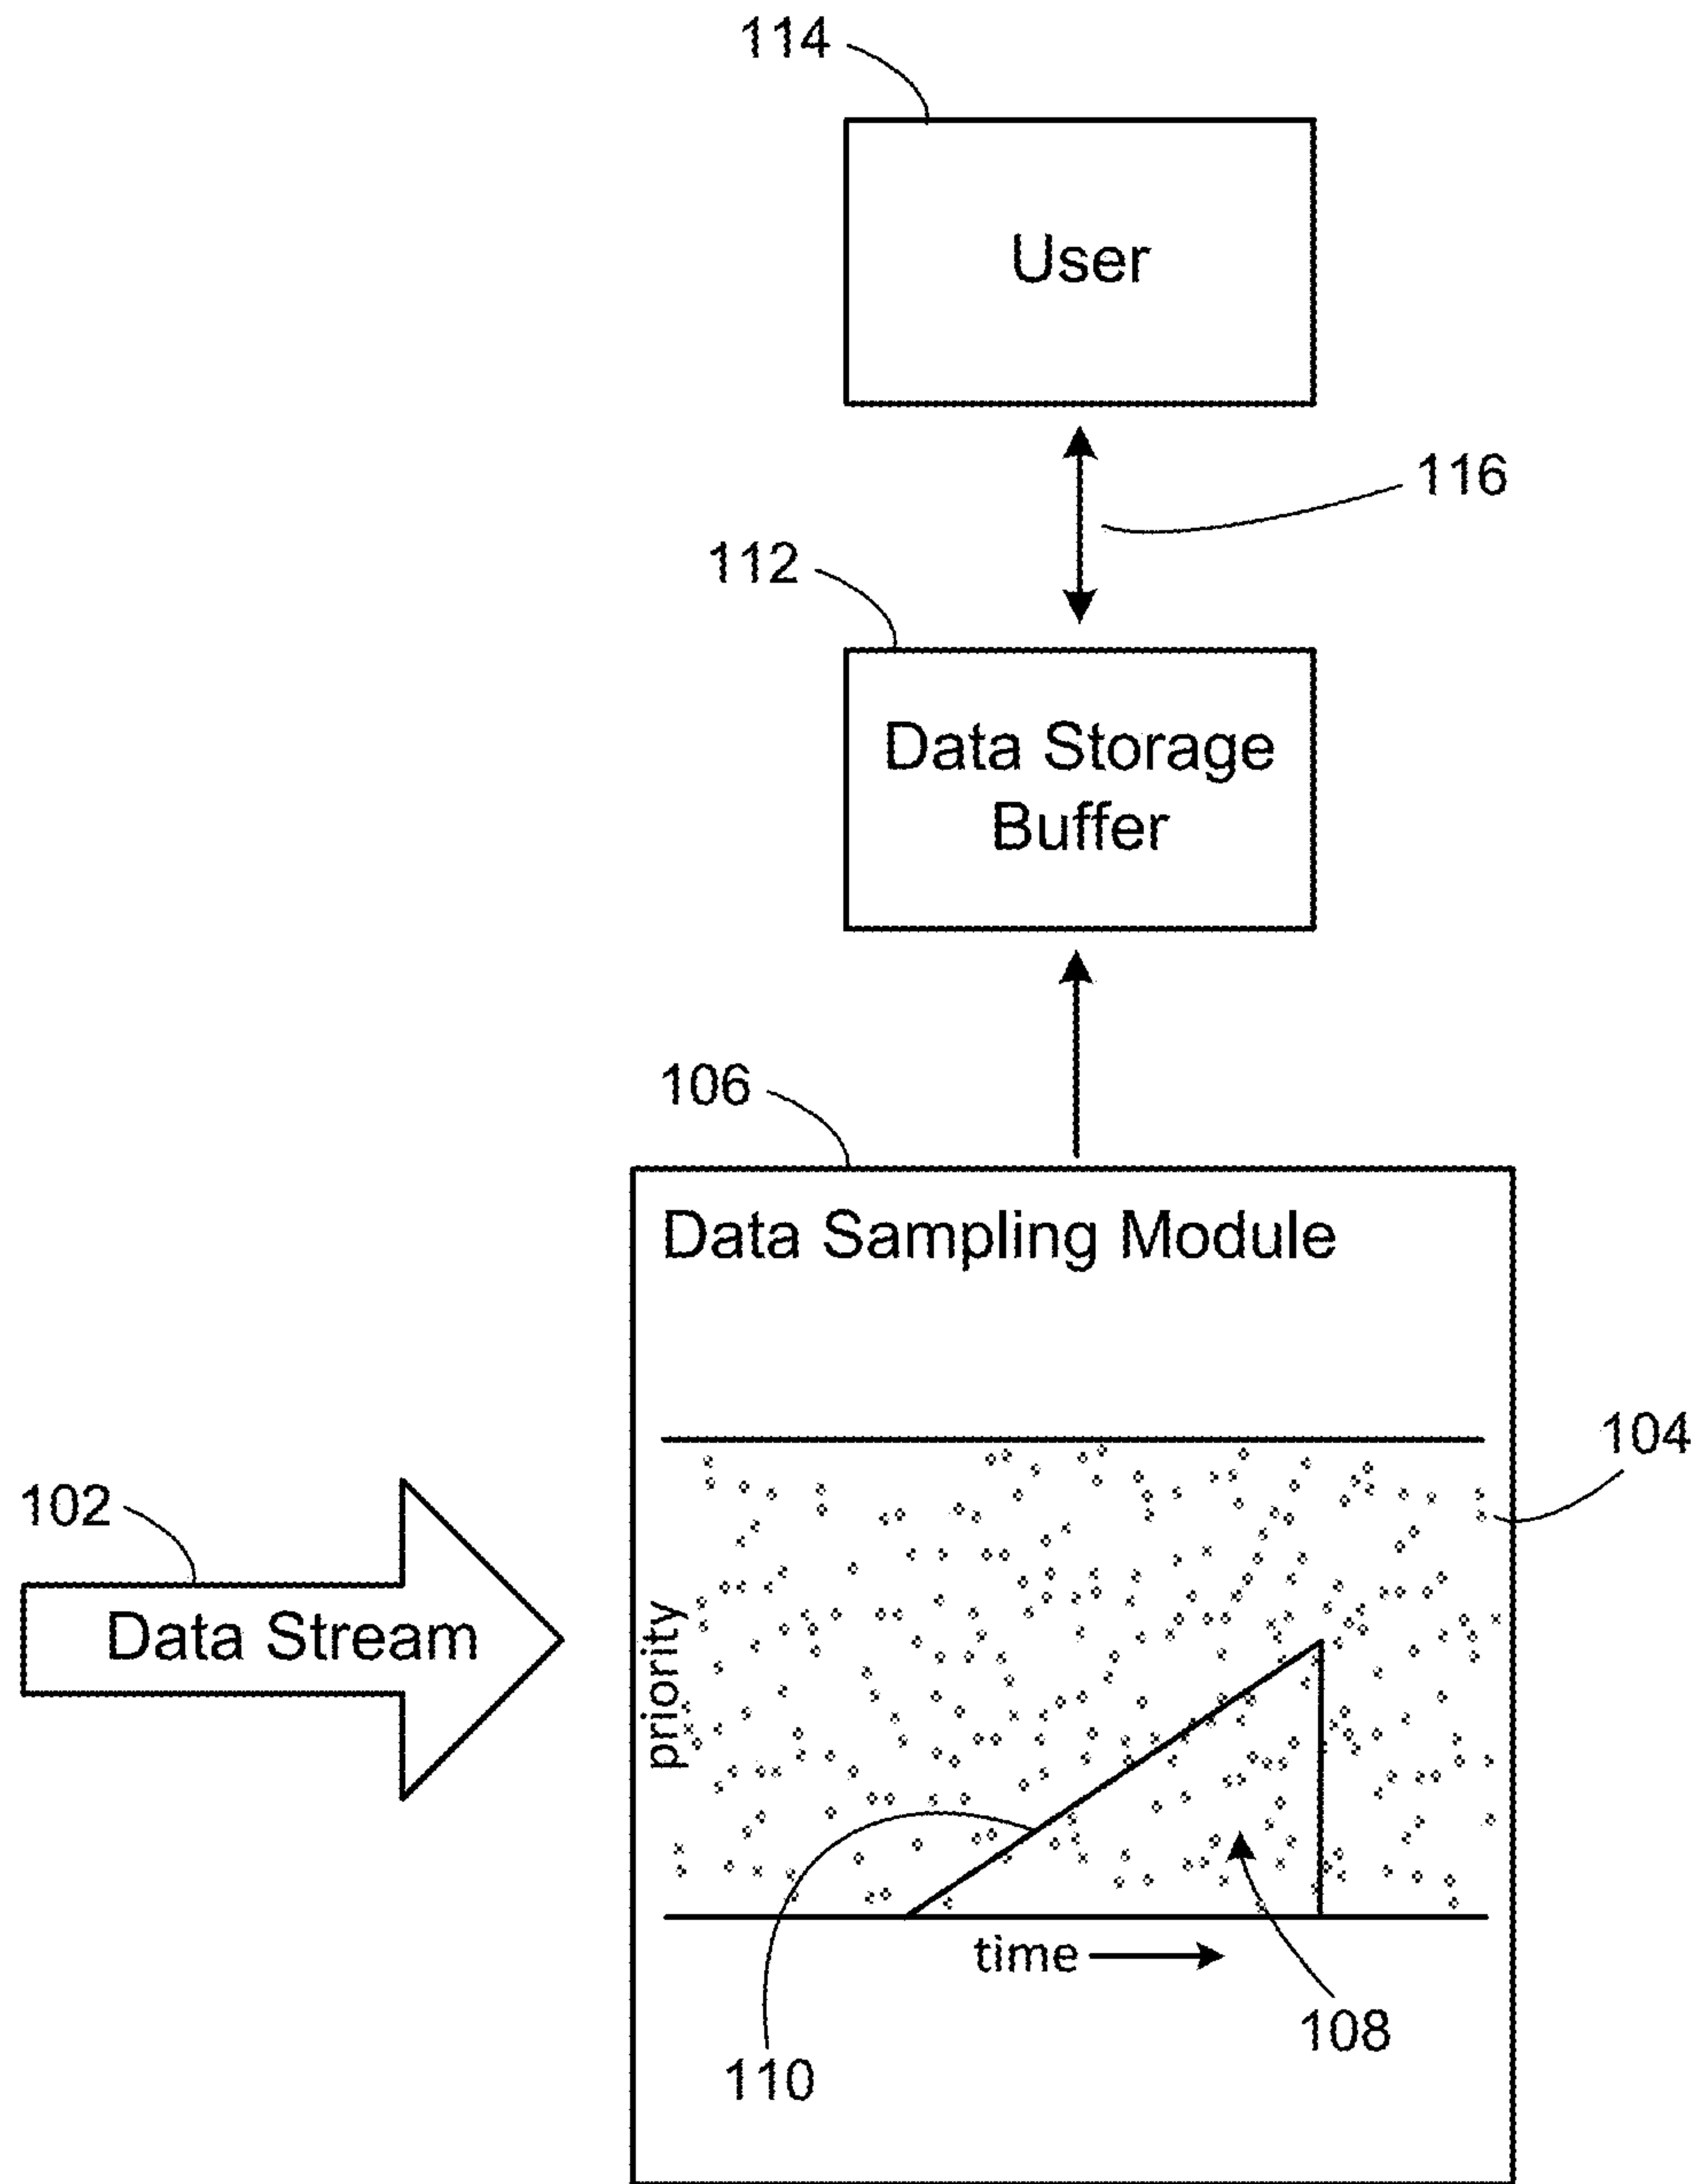 114
User
116
112
Data Storage
Buffer
106
Data Sampling Module
104
102
Data Stream
priority
time
108
110